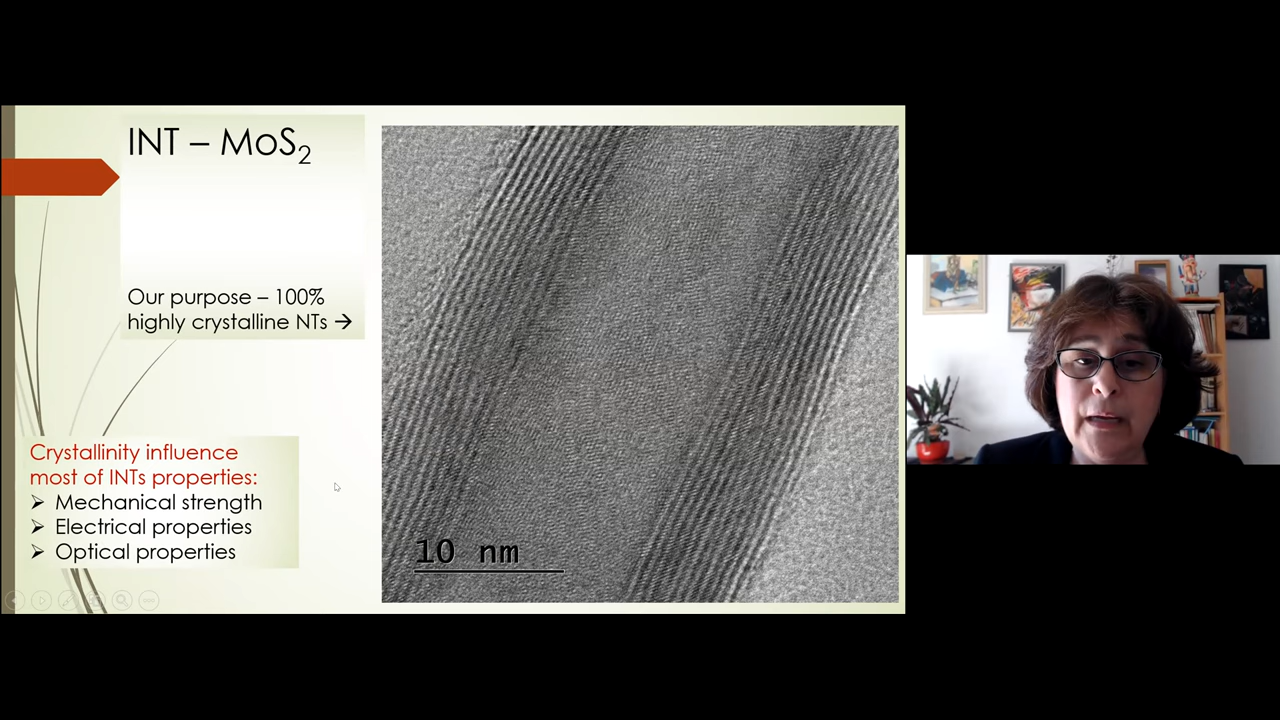 INT – MoS₂
Our purpose – 100%
highly crystalline NTs →
Crystallinity influence
most of INTs properties:
➢ Mechanical strength
➢ Electrical properties
➢ Optical properties
10 nm